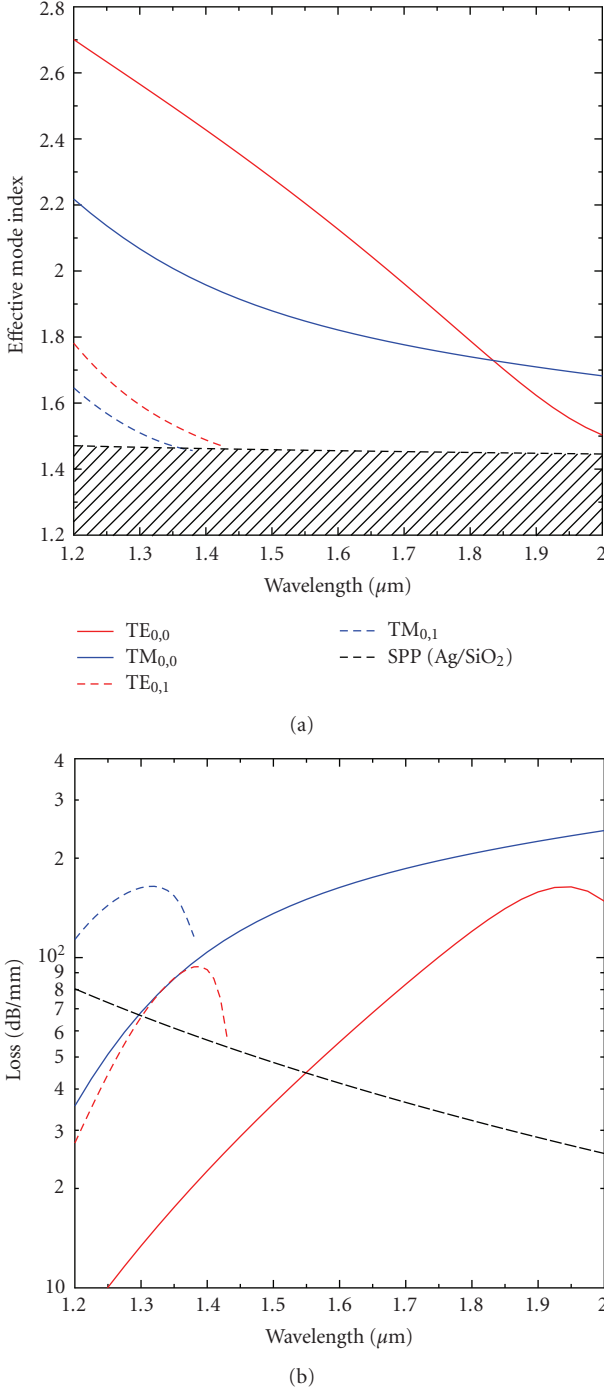 2.8
2.6
2.4
2.2
2
1.8
1.6
1.4
1.2
Effective mode index
1.2 1.3 1.4 1.5 1.6 1.7 1.8 1.9 2
Wavelength (μm)
TE0,0
TM0,0
TE0,1
TM0,1
SPP (Ag/SiO2)
(a)
4
3
2
10²
9
8
7
6
5
4
3
2
10
Loss (dB/mm)
1.2 1.3 1.4 1.5 1.6 1.7 1.8 1.9 2
Wavelength (μm)
(b)